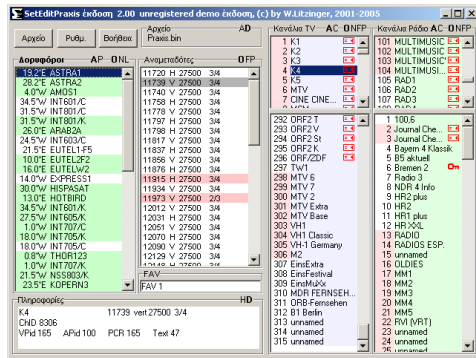 SetEditPraxis έκδοση 2.00 unregistered demo έκδοση, (c) by W.Litzinger, 2001-2005
Αρχείο Ρυθμ. Βοήθεια
Αρχείο AD
Praxis.bin
Δορυφόροι AP ONL
19.2°E ASTRA1
28.2°E ASTRA2
4.0°W AMOS1
34.5°W INT601/C
31.5°W INT801/C
31.5°W INT801/K
26.0°E ARAB2A
24.5°W INT603/C
21.5°E EUTEL1-F5
10.0°E EUTEL2F2
16.0°E EUTELW2
14.0°W EXPRESS1
30.0°W HISPASAT
13.0°E HOTBIRD
34.5°W INT601/K
27.5°W INT605/K
1.0°W INT707/C
18.0°W INT705/K
18.0°W INT705/C
0.8°W THOR123
1.0°W INT707/K
21.5°W NSS803/K
23.5°E KOPERN3
Αναμεταδότες OFP
11720 H 27500 3/4
11739 V 27500 3/4
11758 H 27500 3/4
11778 V 27500 3/4
11797 H 27500 3/4
11798 H 27500 3/4
11817 V 27500 3/4
11837 H 27500 3/4
11856 V 27500 3/4
11876 H 27500 3/4
11915 H 27500 3/4
11934 V 27500 3/4
11973 V 27500 2/3
12012 V 27500 3/4
12031 H 27500 3/4
12051 V 27500 3/4
12070 H 27500 3/4
12090 V 27500 3/4
12129 V 27500 3/4
FAV
FAV 1
Πληροφορίες HD
K4 11739 vert 27500 3/4
ChID 8306
VPid 165 APid 100 PCR 165 Text 47
Κανάλια TV AC ONFP
1 K1
2 K2
3 K3
4 K4
5 K5
6 MTV
7 CINE CINE...
292 ORF2 T
293 ORF2 V
294 ORF2 St
295 ORF2 K
296 ORF/ZDF
297 TW1
298 MTV 6
299 MTV 7
300 MTV 2
301 MTV Extra
302 MTV Base
303 VH1
304 VH1 Classic
305 VH-1 Germany
306 M2
307 EinsExtra
308 EinsFestival
309 EinsMuXx
310 MDR FERNSEH...
311 ORB-Fernsehen
312 B1 Berlin
313 unnamed
314 unnamed
315 unnamed
Κανάλια Ράδιο AC ONFP
101 MULTIMUSIC
102 MULTIMUSIC
103 MULTIMUSIC'
104 MULTIMUSI...
105 RAD1
106 RAD2
107 RAD3
1 100,6
2 Journal Che...
3 Journal Che...
4 Bayern 4 Klassik
5 B5 aktuell
6 Bremen 2
7 Radio 3
8 NDR 4 Info
9 HR2 plus
10 HR2
11 HR1 plus
12 HR XXL
13 RADIO
14 RADIOS ESP.
15 unnamed
16 OLDIES
17 MM1
18 MM2
19 MM3
20 MM4
21 MM5
22 RVI (VRT)
23 unnamed
24 unnamed
25 unnamed